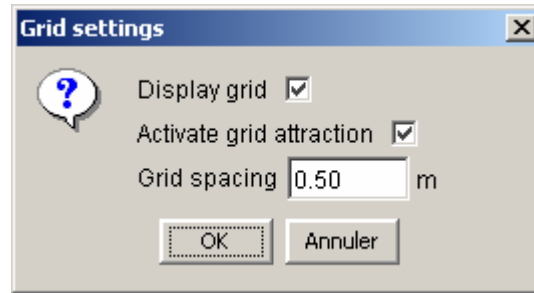 Grid settings
Display grid
Activate grid attraction
Grid spacing 0.50 m
OK Annuler